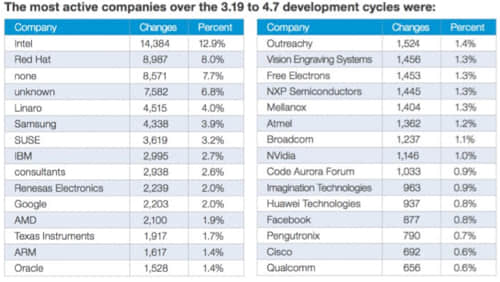 The most active companies over the 3.19 to 4.7 development cycles were:
Company Changes Percent
Intel 14,384 12.9%
Red Hat 8,987 8.0%
none 8,571 7.7%
unknown 7,582 6.8%
Linaro 4,515 4.0%
Samsung 4,338 3.9%
SUSE 3,619 3.2%
IBM 2,995 2.7%
consultants 2,938 2.6%
Renesas Electronics 2,239 2.0%
Google 2,203 2.0%
AMD 2,100 1.9%
Texas Instruments 1,917 1.7%
ARM 1,617 1.4%
Oracle 1,528 1.4%
Company Changes Percent
Outreachy 1,524 1.4%
Vision Engraving Systems 1,456 1.3%
Free Electrons 1,453 1.3%
NXP Semiconductors 1,445 1.3%
Mellanox 1,404 1.3%
Atmel 1,362 1.2%
Broadcom 1,237 1.1%
NVidia 1,146 1.0%
Code Aurora Forum 1,033 0.9%
Imagination Technologies 963 0.9%
Huawei Technologies 937 0.8%
Facebook 877 0.8%
Pengutronix 790 0.7%
Cisco 692 0.6%
Qualcomm 656 0.6%